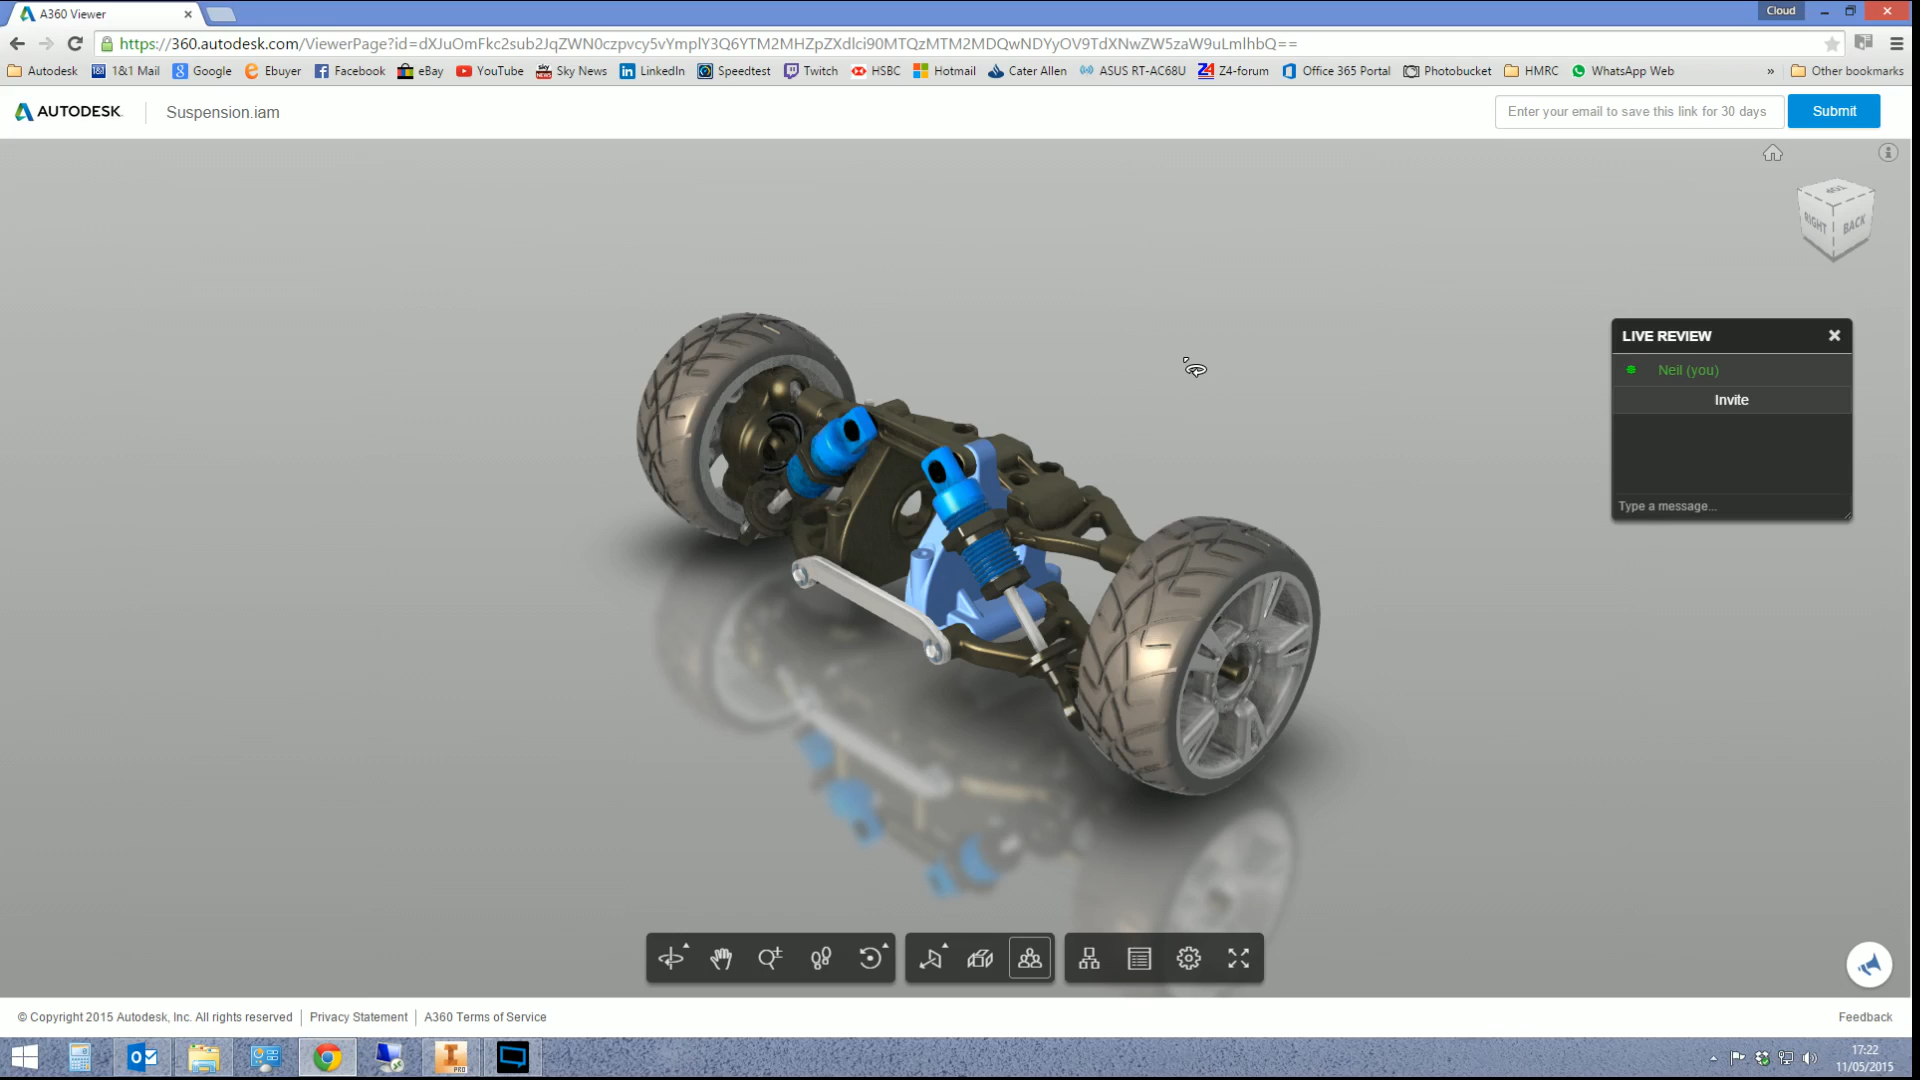 A360 Viewer
Cloud
https://360.autodesk.com/ViewerPage?id=dXJuOmFkc2sub2JqZWN0czpvcy5vYmplY3Q6YTM2MHZpZXdlci90MTQzMTM2MDQwNDYyOV9TdXNwZW5zaW9uLmlhbQ==
Autodesk 1&1 Mail Google Ebuyer Facebook eBay YouTube Sky News LinkedIn Speedtest Twitch HSBC Hotmail Cater Allen ASUS RT-AC68U Z4-forum Office 365 Portal Photobucket HMRC WhatsApp Web » Other bookmarks
AUTODESK Suspension.iam Enter your email to save this link for 30 days Submit
TOP
RIGHT BACK
LIVE REVIEW
Neil (you)
Invite
Type a message...
© Copyright 2015 Autodesk, Inc. All rights reserved Privacy Statement A360 Terms of Service Feedback
PRO
17:22
11/05/2015